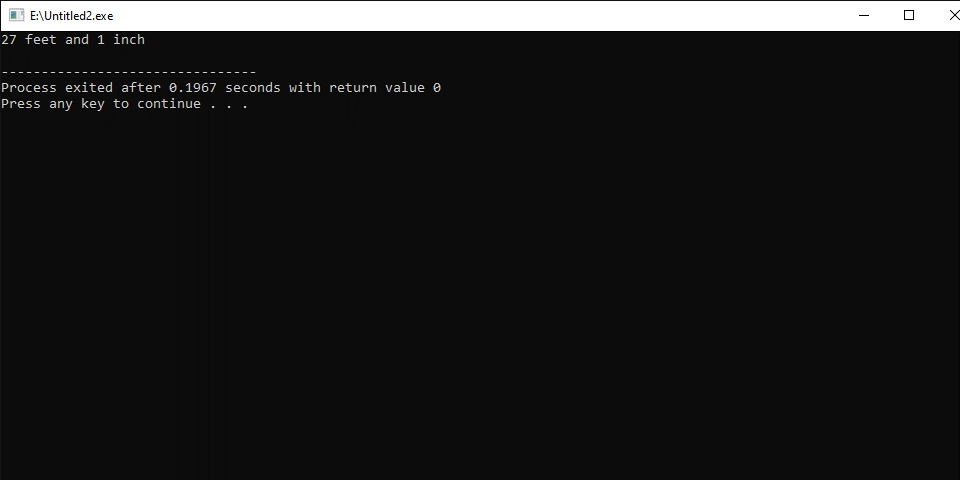 E:\Untitled2.exe
27 feet and 1 inch
--------------------------------
Process exited after 0.1967 seconds with return value 0
Press any key to continue . . .